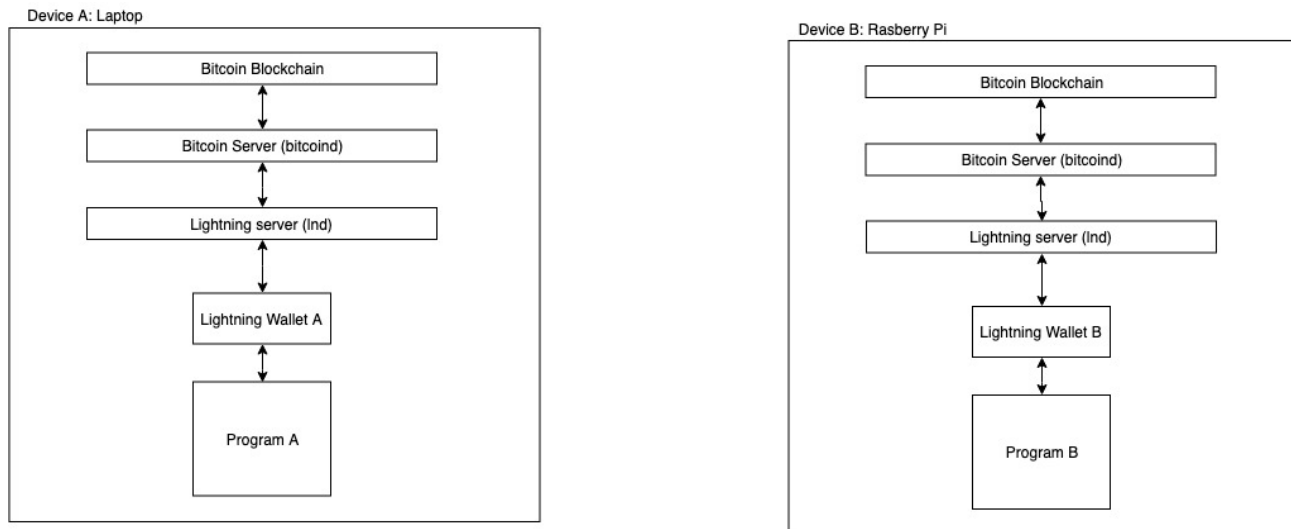 Device A: Laptop
Bitcoin Blockchain
Bitcoin Server (bitcoind)
Lightning server (lnd)
Lightning Wallet A
Program A
Device B: Rasberry Pi
Bitcoin Blockchain
Bitcoin Server (bitcoind)
Lightning server (lnd)
Lightning Wallet B
Program B